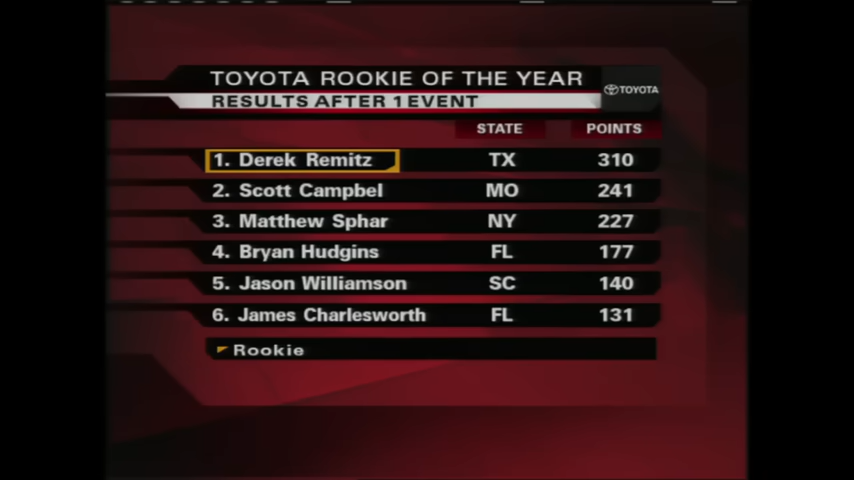 TOYOTA ROOKIE OF THE YEAR
TOYOTA
RESULTS AFTER 1 EVENT
STATE POINTS
1. Derek Remitz TX 310
2. Scott Campbel MO 241
3. Matthew Sphar NY 227
4. Bryan Hudgins FL 177
5. Jason Williamson SC 140
6. James Charlesworth FL 131
Rookie